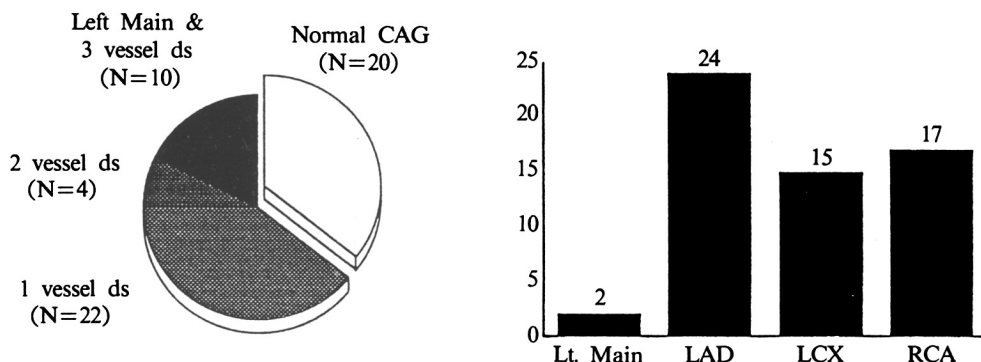 Left Main &
3 vessel ds
(N=10)
Normal CAG
(N=20)
2 vessel ds
(N=4)
1 vessel ds
(N=22)
25
20
15
10
5
0
24
15
17
2
Lt. Main
LAD
LCX
RCA